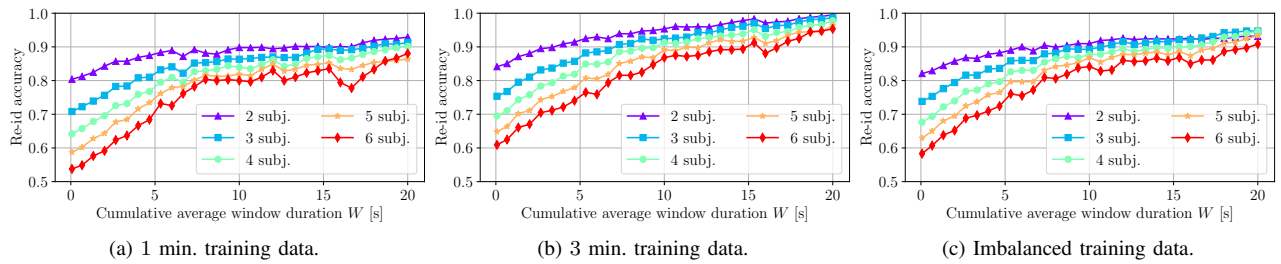 1.0
0.9
0.8
0.7
0.6
0.5
Re-id accuracy
2 subj.
3 subj.
4 subj.
5 subj.
6 subj.
0
5
10
15
20
Cumulative average window duration W [s]
(a) 1 min. training data.
1.0
0.9
0.8
0.7
0.6
0.5
Re-id accuracy
2 subj.
3 subj.
4 subj.
5 subj.
6 subj.
0
5
10
15
20
Cumulative average window duration W [s]
(b) 3 min. training data.
1.0
0.9
0.8
0.7
0.6
0.5
Re-id accuracy
2 subj.
3 subj.
4 subj.
5 subj.
6 subj.
0
5
10
15
20
Cumulative average window duration W [s]
(c) Imbalanced training data.